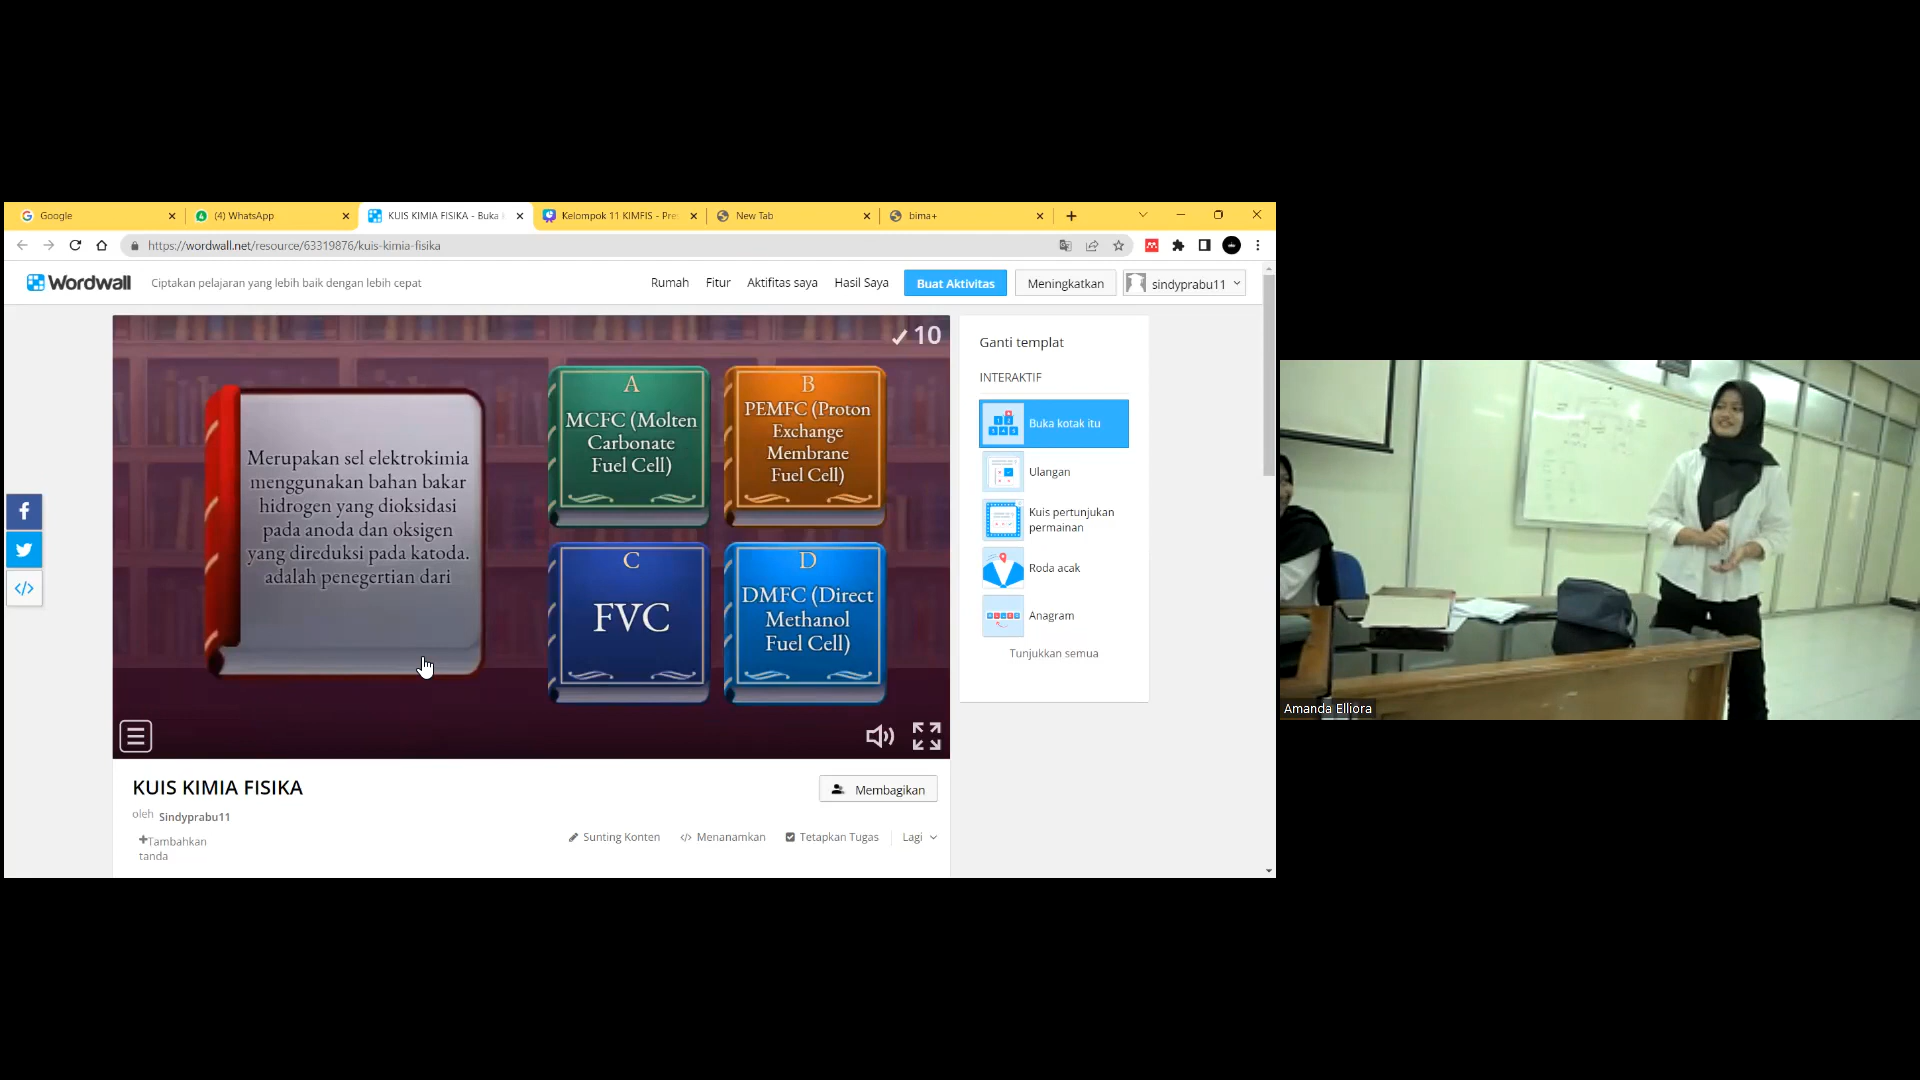 Google
(4) WhatsApp
KUIS KIMIA FISIKA - Buka
Kelompok 11 KIMFIS - Pre
New Tab
bima+
https://wordwall.net/resource/63319876/kuis-kimia-fisika
Wordwall
Ciptakan pelajaran yang lebih baik dengan lebih cepat
Rumah
Fitur
Aktifitas saya
Hasil Saya
Buat Aktivitas
Meningkatkan
sindyprabu11
10
Merupakan sel elektrokimia
menggunakan bahan bakar
hidrogen yang dioksidasi
pada anoda dan oksigen
yang direduksi pada katoda.
adalah penegertian dari
A
MCFC (Molten
Carbonate
Fuel Cell)
B
PEMFC (Proton
Exchange
Membrane
Fuel Cell)
C
FVC
D
DMFC (Direct
Methanol
Fuel Cell)
Ganti templat
INTERAKTIF
Buka kotak itu
Ulangan
Kuis pertunjukan
permainan
Roda acak
Anagram
Tunjukkan semua
KUIS KIMIA FISIKA
Membagikan
oleh Sindyprabu11
Tambahkan
tanda
Sunting Konten
Menanamkan
Tetapkan Tugas
Lagi
Amanda Elliora